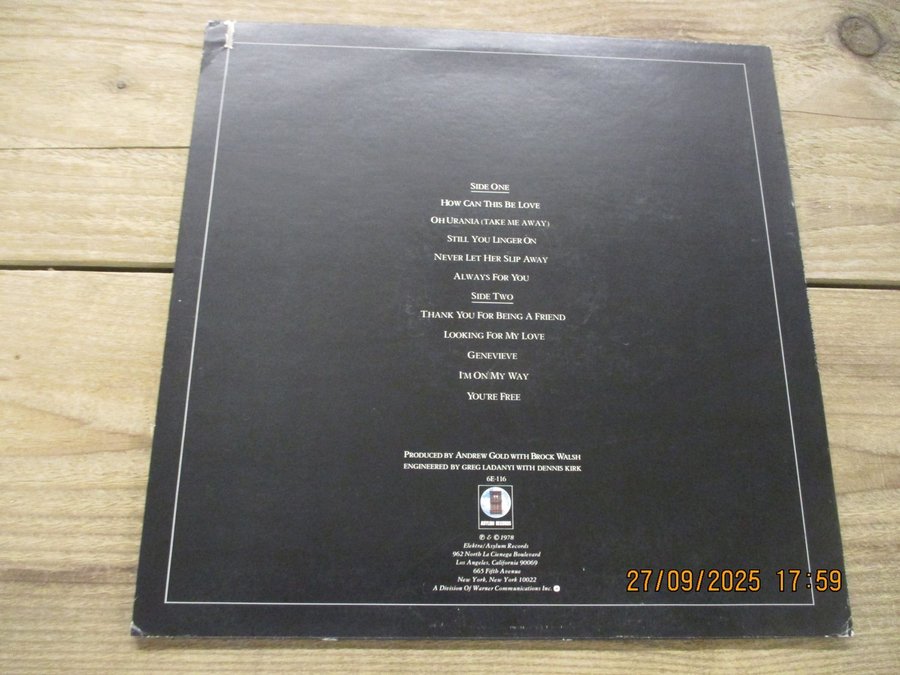 SIDE ONE
HOW CAN THIS BE LOVE
OH URANIA (TAKE ME AWAY)
STILL YOU LINGER ON
NEVER LET HER SLIP AWAY
ALWAYS FOR YOU
SIDE TWO
THANK YOU FOR BEING A FRIEND
LOOKING FOR MY LOVE
GENEVIEVE
I'M ON MY WAY
YOU'RE FREE
PRODUCED BY ANDREW GOLD WITH BROCK WALSH
ENGINEERED BY GREG LADANYI WITH DENNIS KIRK
6E-116
ASYLUM RECORDS
℗ & © 1978
Elektra/Asylum Records
962 North La Cienega Boulevard
Los Angeles, California 90069
665 Fifth Avenue
New York, New York 10022
A Division Of Warner Communications Inc.
27/09/2025 17:59